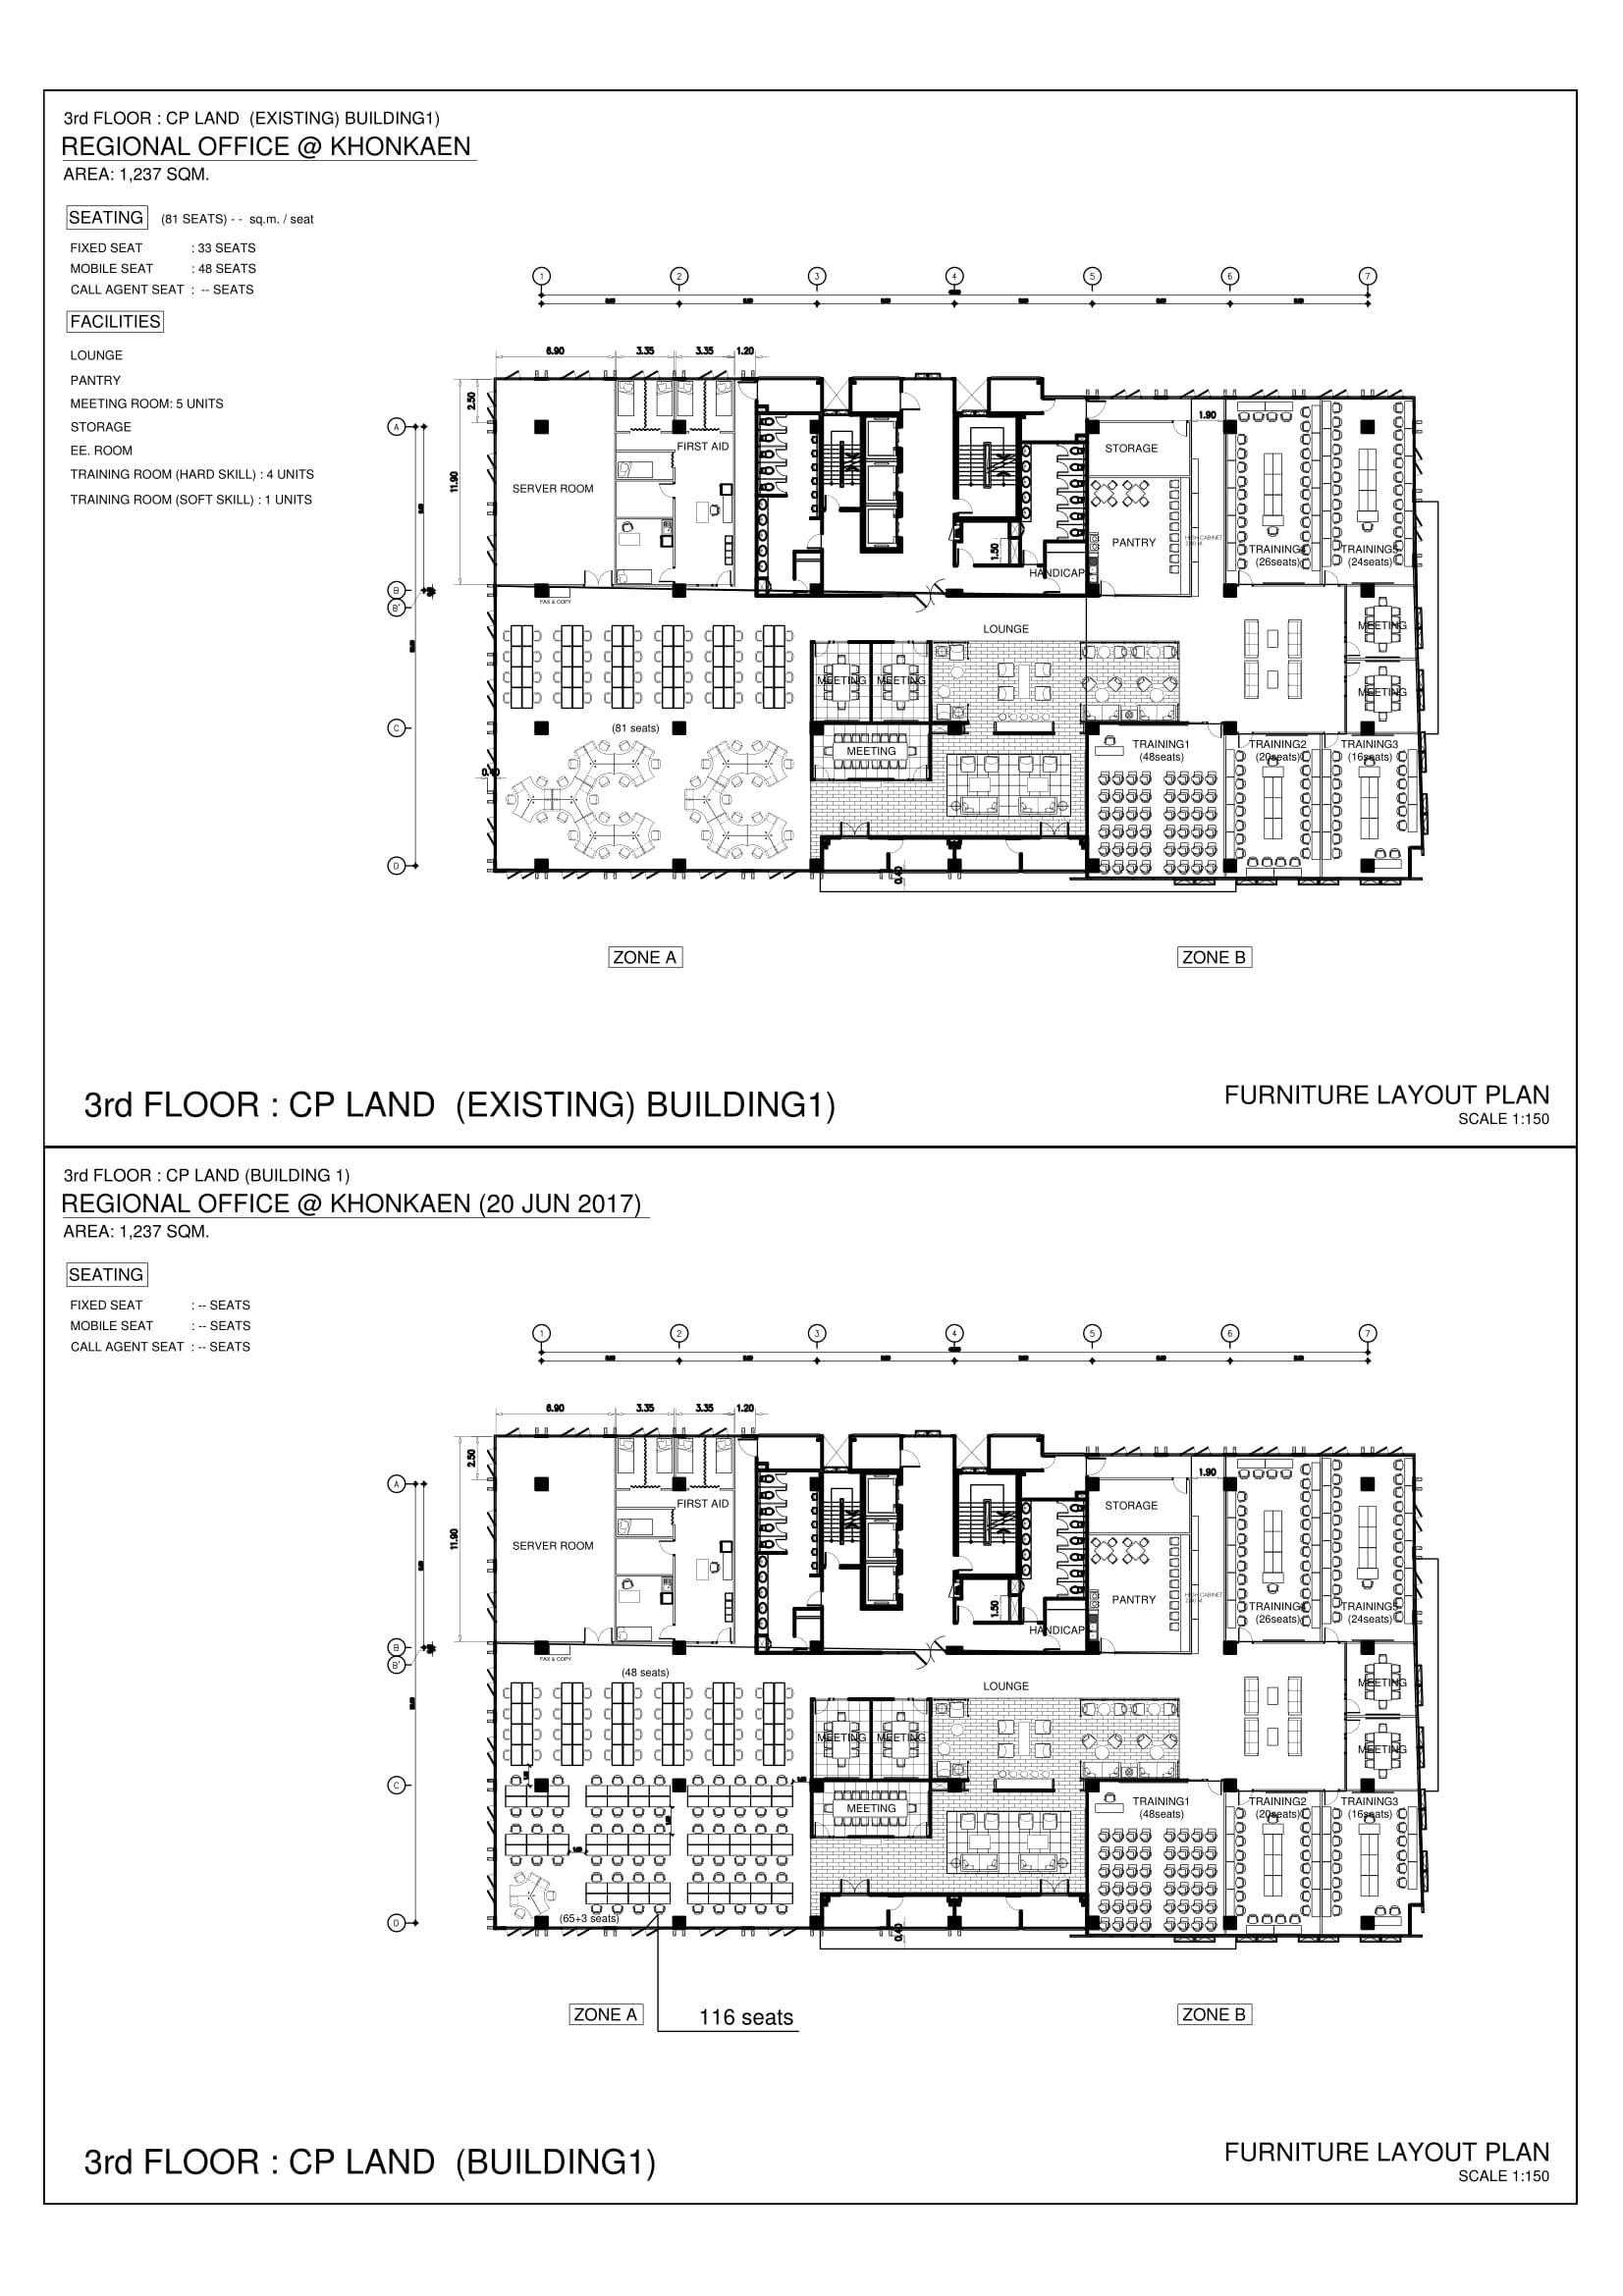 3rd FLOOR : CP LAND (EXISTING) BUILDING1)
REGIONAL OFFICE @ KHONKAEN
AREA: 1,237 SQM.
SEATING (81 SEATS) - - sq.m. / seat
FIXED SEAT : 33 SEATS
MOBILE SEAT : 48 SEATS
CALL AGENT SEAT : -- SEATS
FACILITIES
LOUNGE
PANTRY
MEETING ROOM: 5 UNITS
STORAGE
EE. ROOM
TRAINING ROOM (HARD SKILL) : 4 UNITS
TRAINING ROOM (SOFT SKILL) : 1 UNITS
1 2 3 4 5 6 7
6.90 3.35 3.35 1.20
2.50
11.90
1.90
A
FIRST AID
STORAGE
SERVER ROOM
PANTRY
HIGH CABINET
TRAINING4
(26seats)
TRAINING5
(24seats)
1.50
HANDICAP
B
B'
FAX & COPY
LOUNGE
MEETING
MEETING
MEETING
MEETING
C
(81 seats)
MEETING
TRAINING1
(48seats)
TRAINING2
(20seats)
TRAINING3
(16seats)
D
0.40
ZONE A
ZONE B
3rd FLOOR : CP LAND (EXISTING) BUILDING1)
FURNITURE LAYOUT PLAN
SCALE 1:150
3rd FLOOR : CP LAND (BUILDING 1)
REGIONAL OFFICE @ KHONKAEN (20 JUN 2017)
AREA: 1,237 SQM.
SEATING
FIXED SEAT : -- SEATS
MOBILE SEAT : -- SEATS
CALL AGENT SEAT : -- SEATS
1 2 3 4 5 6 7
6.90 3.35 3.35 1.20
2.50
11.90
1.90
A
FIRST AID
STORAGE
SERVER ROOM
PANTRY
HIGH CABINET
TRAINING4
(26seats)
TRAINING5
(24seats)
1.50
HANDICAP
B
B'
FAX & COPY
(48 seats)
LOUNGE
MEETING
MEETING
MEETING
MEETING
C
MEETING
TRAINING1
(48seats)
TRAINING2
(20seats)
TRAINING3
(16seats)
(65+3 seats)
D
0.40
ZONE A
116 seats
ZONE B
3rd FLOOR : CP LAND (BUILDING1)
FURNITURE LAYOUT PLAN
SCALE 1:150